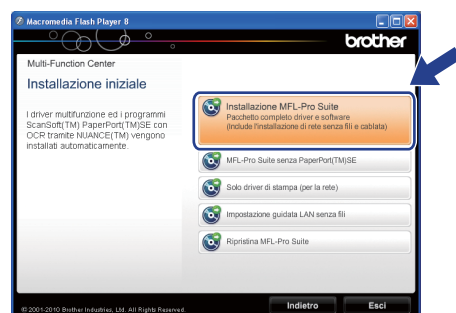 Macromedia Flash Player 8
brother
Multi-Function Center
Installazione iniziale
I driver multifunzione ed i programmi
ScanSoft(TM) PaperPort(TM)SE con
OCR tramite NUANCE(TM) vengono
installati automaticamente.
Installazione MFL-Pro Suite
Pacchetto completo driver e software
(Include l'installazione di rete senza fili e cablata)
MFL-Pro Suite senza PaperPort(TM)SE
Solo driver di stampa (per la rete)
Impostazione guidata LAN senza fili
Ripristina MFL-Pro Suite
© 2001-2010 Brother Industries, Ltd. All Rights Reserved.
Indietro
Esci